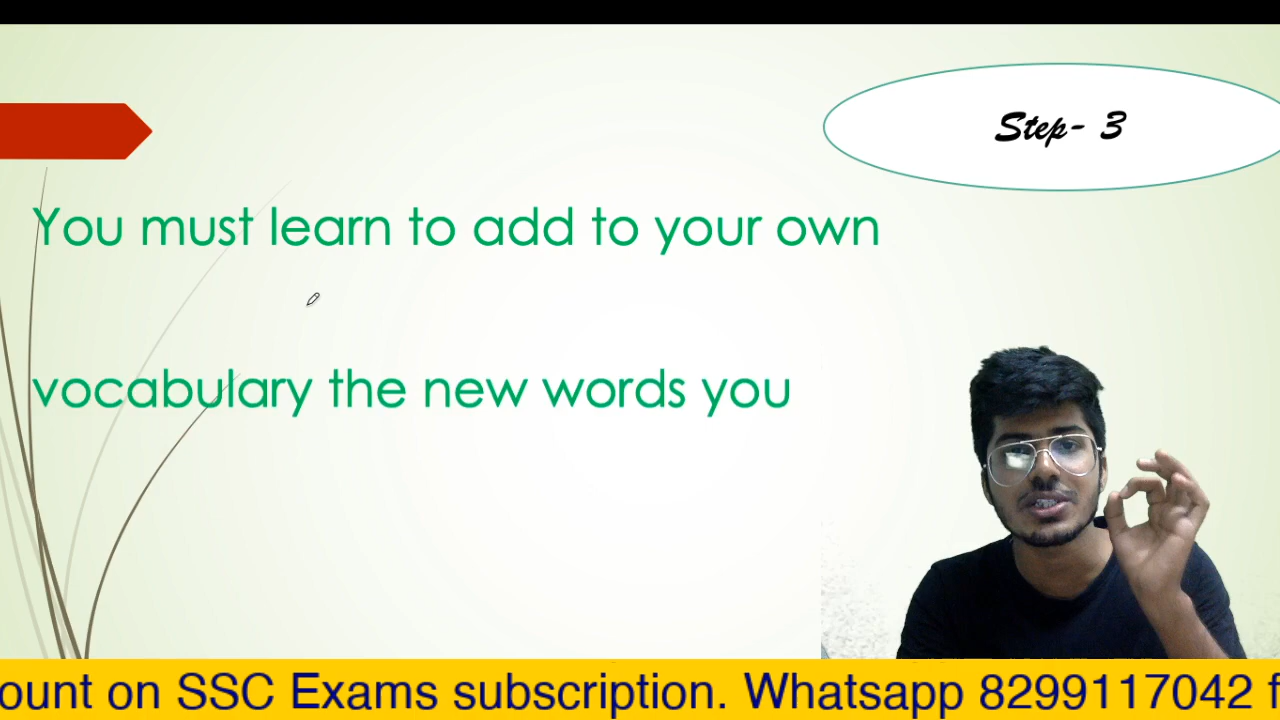 Step- 3
You must learn to add to your own
vocabulary the new words you
ount on SSC Exams subscription. Whatsapp 8299117042 f